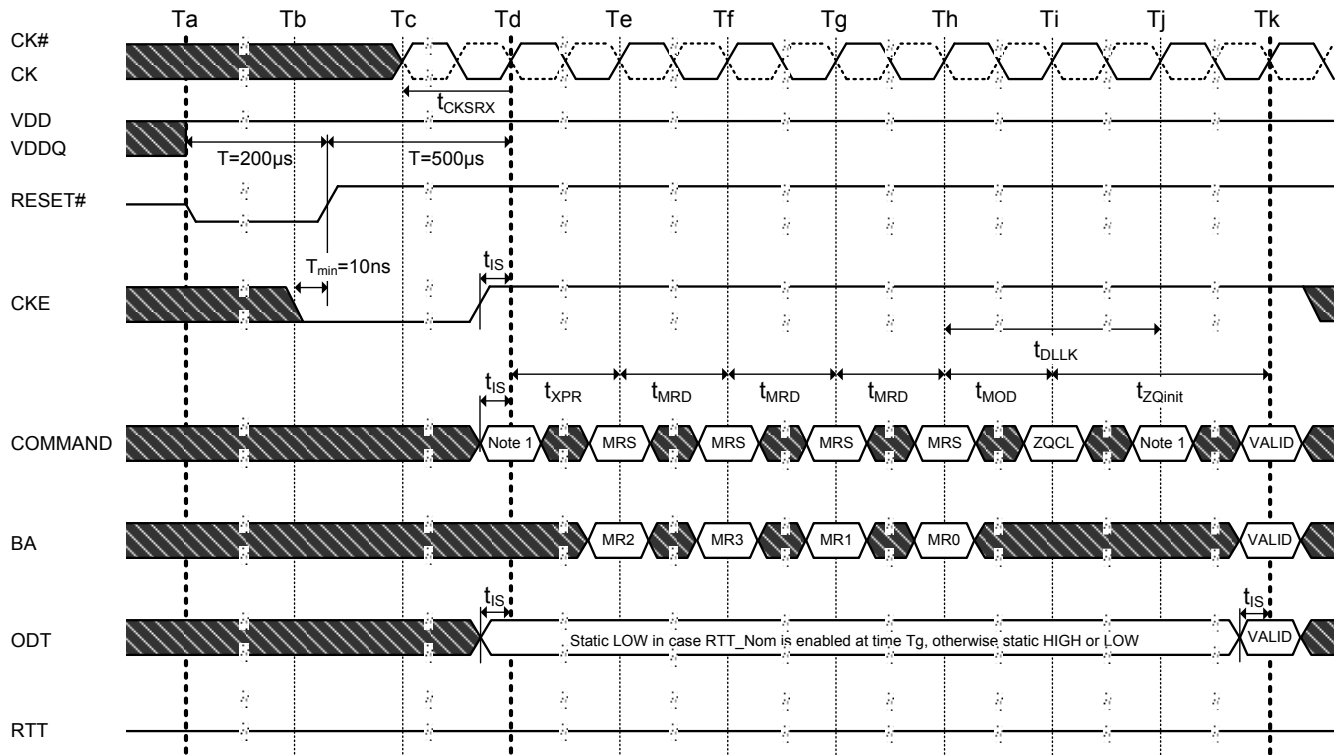 Ta Tb Tc Td Te Tf Tg Th Ti Tj Tk
CK#
CK
tCKSRX
VDD
VDDQ
T=200µs T=500µs
RESET#
Tmin=10ns
tIS
CKE
tDLLK
tIS
tXPR tMRD tMRD tMRD tMOD tZQinit
COMMAND Note 1 MRS MRS MRS MRS ZQCL Note 1 VALID
BA MR2 MR3 MR1 MR0 VALID
tIS tIS
ODT Static LOW in case RTT_Nom is enabled at time Tg, otherwise static HIGH or LOW VALID
RTT